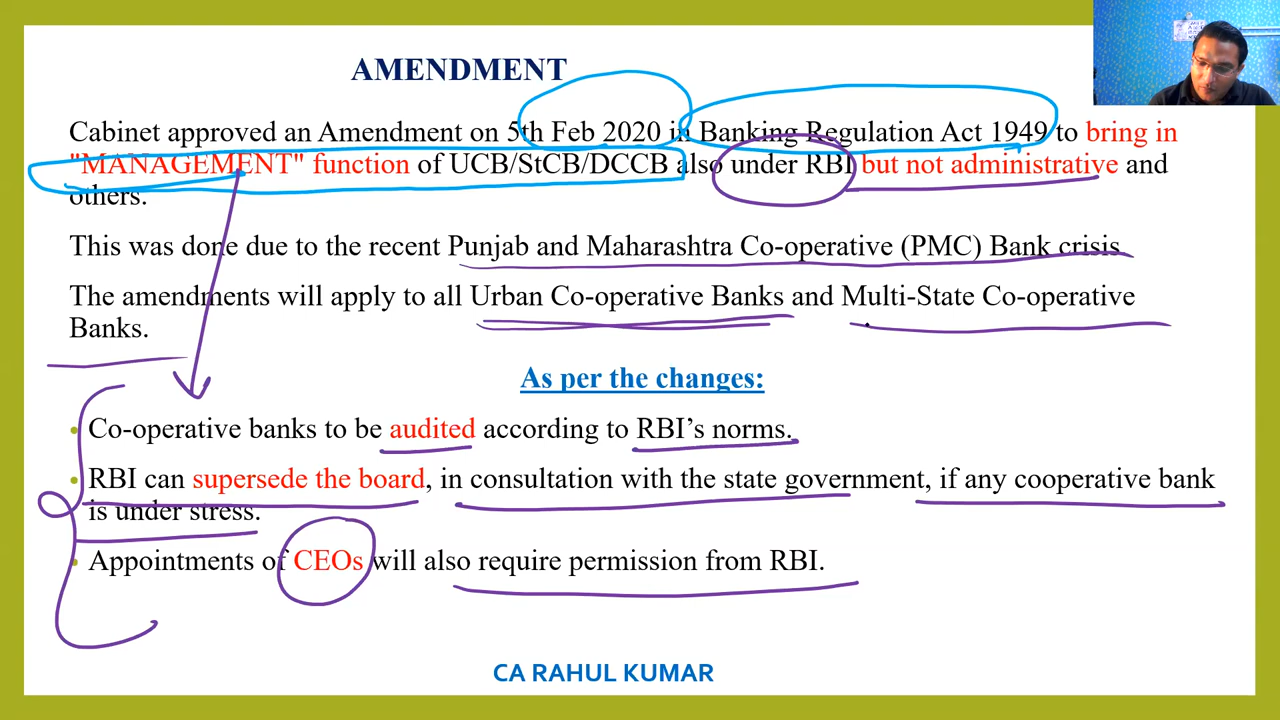 AMENDMENT
Cabinet approved an Amendment on 5th Feb 2020 in Banking Regulation Act 1949 to bring in
"MANAGEMENT" function of UCB/StCB/DCCB also under RBI but not administrative and
others.
This was done due to the recent Punjab and Maharashtra Co-operative (PMC) Bank crisis.
The amendments will apply to all Urban Co-operative Banks and Multi-State Co-operative
Banks.
As per the changes:
• Co-operative banks to be audited according to RBI’s norms.
• RBI can supersede the board, in consultation with the state government, if any cooperative bank
is under stress.
• Appointments of CEOs will also require permission from RBI.
CA RAHUL KUMAR